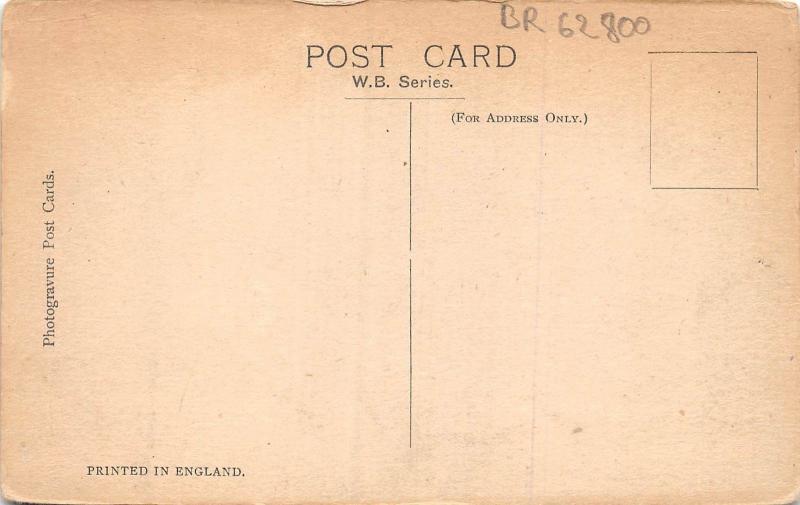 BR 62800
POST CARD
W.B. Series.
(For Address Only.)
Photogravure Post Cards.
PRINTED IN ENGLAND.